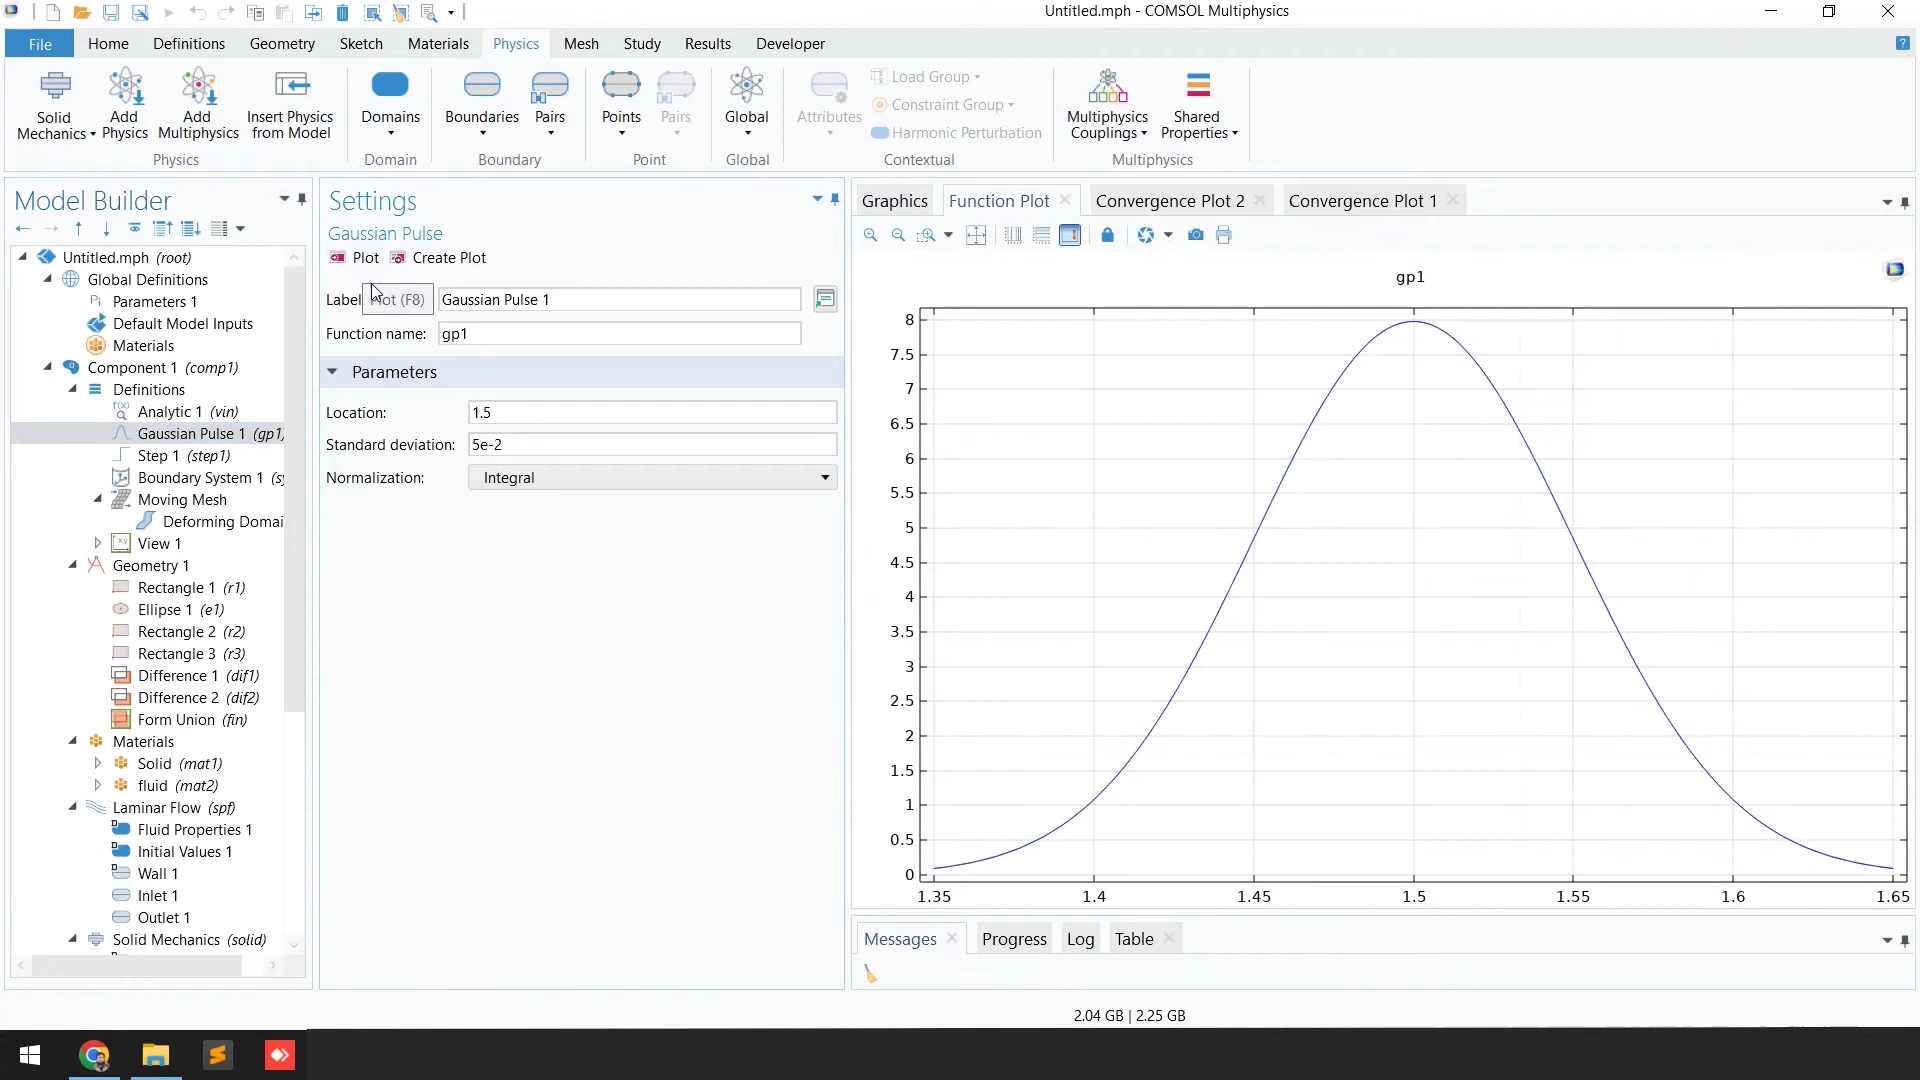 Untitled.mph - COMSOL Multiphysics
File Home Definitions Geometry Sketch Materials Physics Mesh Study Results Developer
Solid Mechanics
Add Physics
Add Multiphysics
Insert Physics from Model
Domains
Boundaries
Pairs
Points
Pairs
Global
Attributes
Load Group
Constraint Group
Harmonic Perturbation
Multiphysics Couplings
Shared Properties
Physics Domain Boundary Point Global Contextual Multiphysics
Model Builder
Untitled.mph (root)
Global Definitions
Pi Parameters 1
Default Model Inputs
Materials
Component 1 (comp1)
Definitions
f(x) Analytic 1 (vin)
Gaussian Pulse 1 (gp1)
Step 1 (step1)
Boundary System 1 (sy
Moving Mesh
Deforming Domai
xy View 1
Geometry 1
Rectangle 1 (r1)
Ellipse 1 (e1)
Rectangle 2 (r2)
Rectangle 3 (r3)
Difference 1 (dif1)
Difference 2 (dif2)
Form Union (fin)
Materials
Solid (mat1)
fluid (mat2)
Laminar Flow (spf)
Fluid Properties 1
Initial Values 1
Wall 1
Inlet 1
Outlet 1
Solid Mechanics (solid)
Settings
Gaussian Pulse
Plot Create Plot
Label (F8) Gaussian Pulse 1
Function name: gp1
Parameters
Location: 1.5
Standard deviation: 5e-2
Normalization: Integral
Graphics Function Plot Convergence Plot 2 Convergence Plot 1
gp1
8
7.5
7
6.5
6
5.5
5
4.5
4
3.5
3
2.5
2
1.5
1
0.5
0
1.35 1.4 1.45 1.5 1.55 1.6 1.65
Messages Progress Log Table
2.04 GB | 2.25 GB